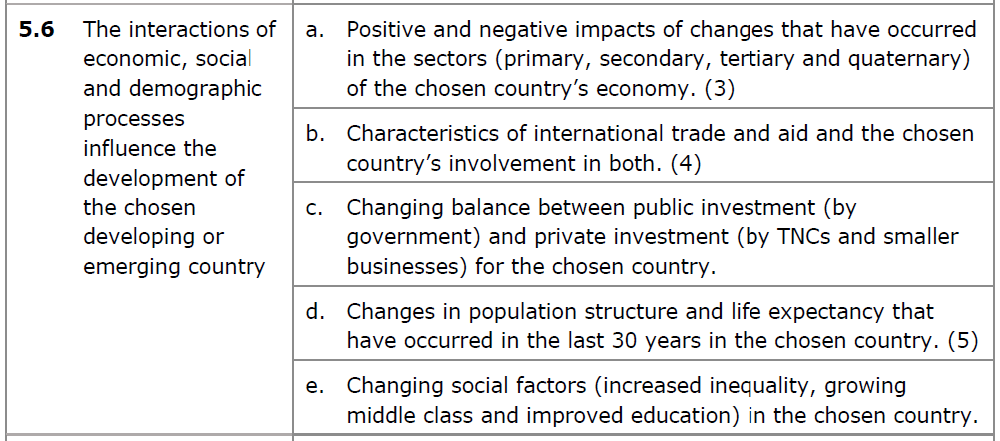 5.6 The interactions of
economic, social
and demographic
processes
influence the
development of
the chosen
developing or
emerging country
a. Positive and negative impacts of changes that have occurred
in the sectors (primary, secondary, tertiary and quaternary)
of the chosen country’s economy. (3)
b. Characteristics of international trade and aid and the chosen
country’s involvement in both. (4)
c. Changing balance between public investment (by
government) and private investment (by TNCs and smaller
businesses) for the chosen country.
d. Changes in population structure and life expectancy that
have occurred in the last 30 years in the chosen country. (5)
e. Changing social factors (increased inequality, growing
middle class and improved education) in the chosen country.